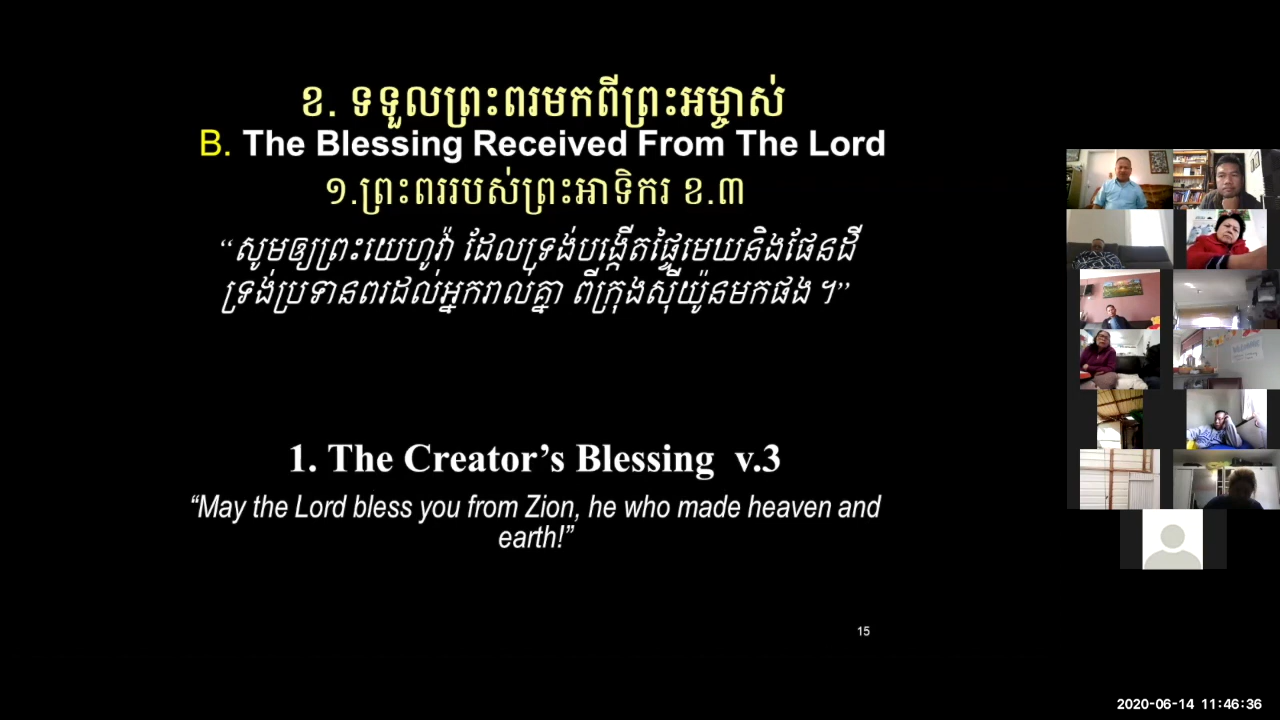 ខ. ទទួលព្រះពរមកពីព្រះអម្ចាស់
B. The Blessing Received From The Lord
១.ព្រះពររបស់ព្រះអាទិករ ខ.៣
“សូមឲ្យព្រះយេហូវ៉ា ដែលទ្រង់បង្កើតផ្ទៃមេឃនិងផែនដី
ទ្រង់ប្រទានពរដល់អ្នករាល់គ្នា ពីក្រុងស៊ីយ៉ូនមកផង ។”
1. The Creator’s Blessing v.3
“May the Lord bless you from Zion, he who made heaven and
earth!”
15
2020-06-14 11:46:36